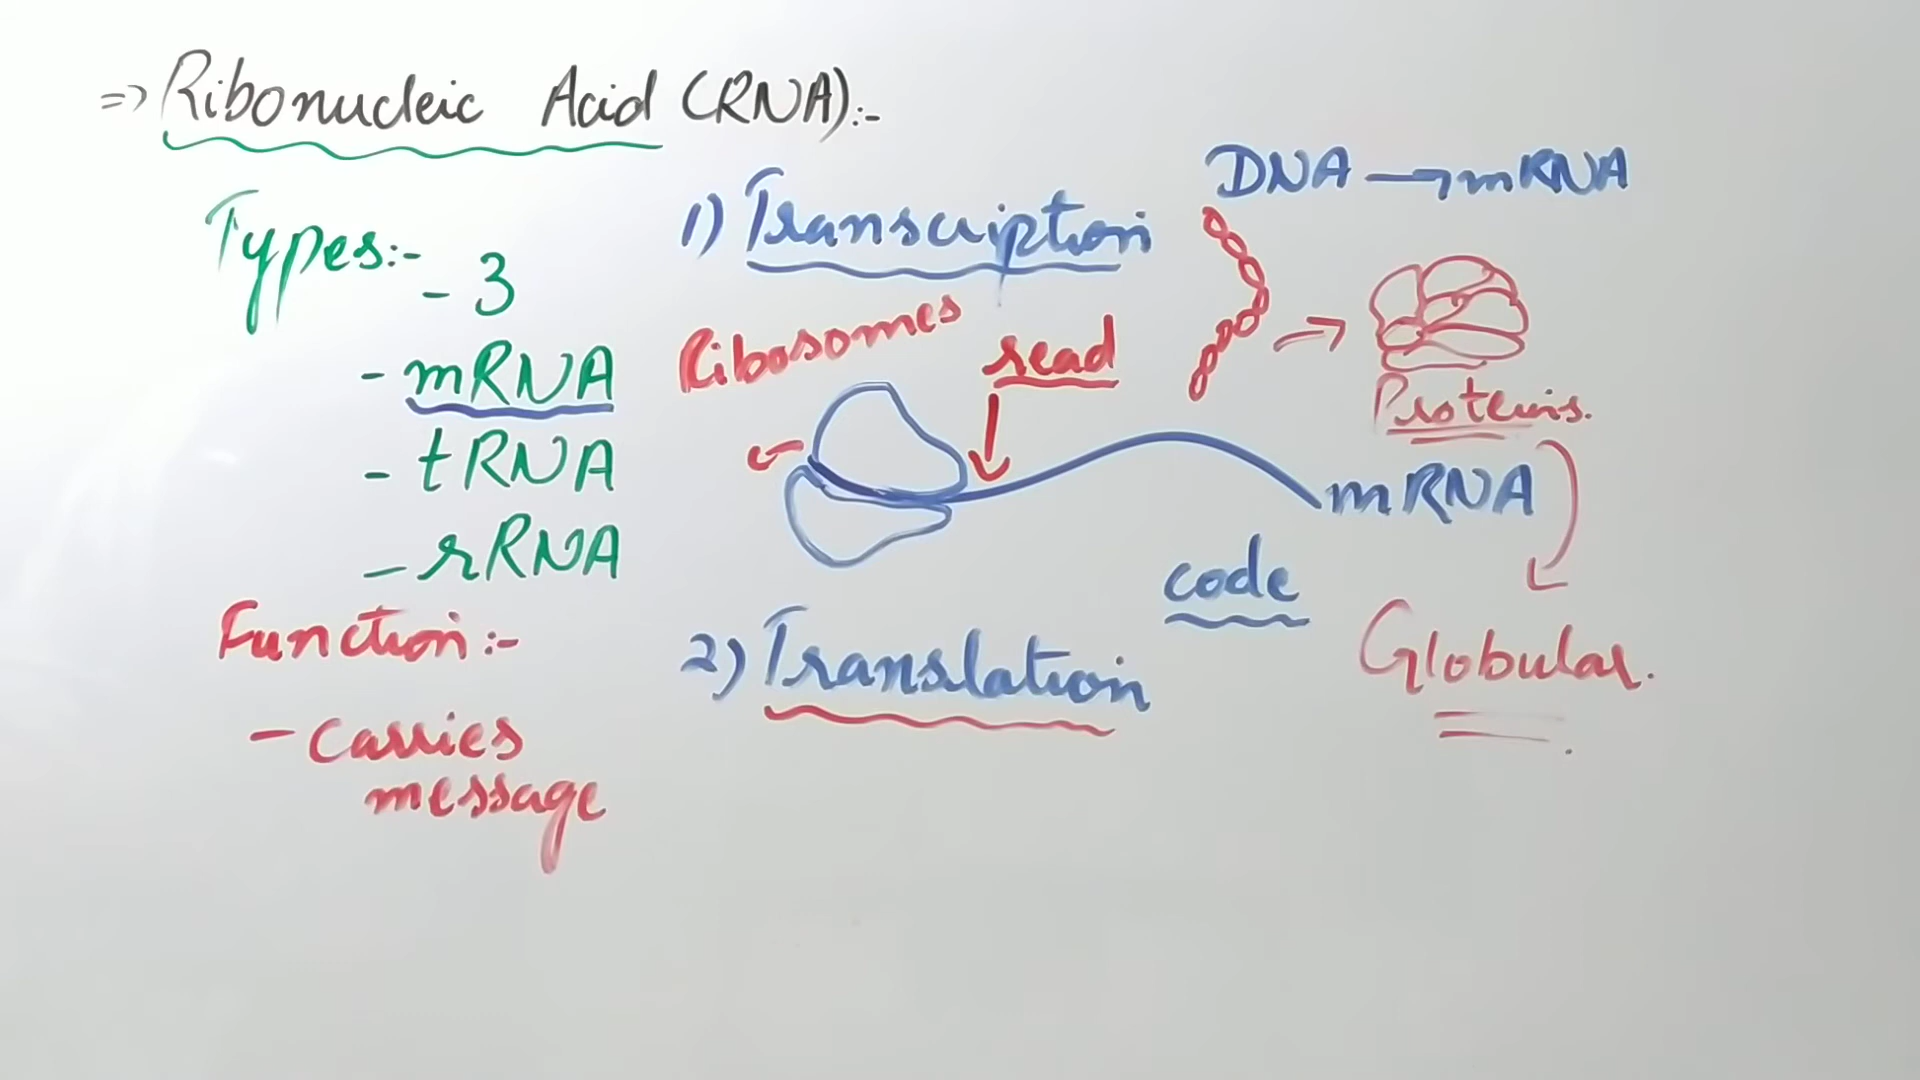 => Ribonucleic Acid (RNA):-
Types:-
- 3
- mRNA
- tRNA
- rRNA
Function:-
- Carries
message
1) Transcription
DNA → mRNA
Ribosomes
read
Proteins.
mRNA
code
2) Translation
Globular.